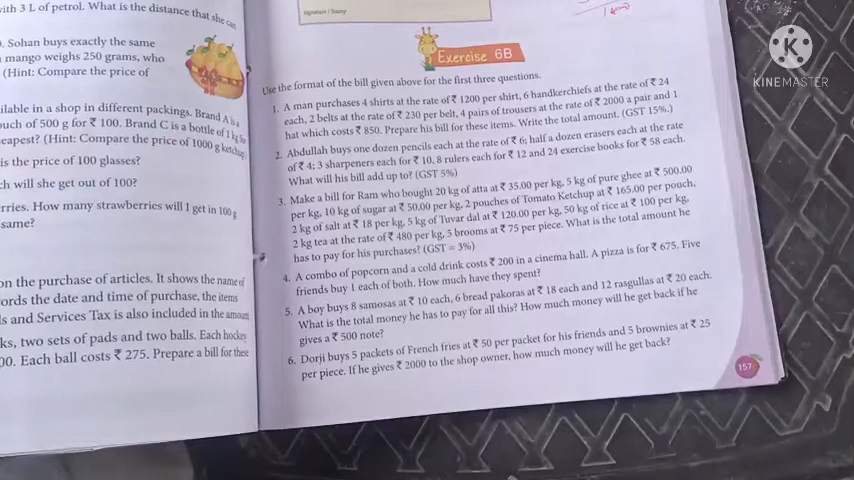 with 3 L of petrol. What is the distance that she can
Sohan buys exactly the same
mango weighs 250 grams, who
(Hint: Compare the price of
ilable in a shop in different packings. Brand A is a
ouch of 500 g for ₹ 100. Brand C is a bottle of 1 kg for
eapest? (Hint: Compare the price of 1000 g ketchup
is the price of 100 glasses?
ch will she get out of 100?
rries. How many strawberries will I get in 100 g
same?
on the purchase of articles. It shows the name of
ords the date and time of purchase, the items
ls and Services Tax is also included in the amount
ks, two sets of pads and two balls. Each hockey
00. Each ball costs ₹ 275. Prepare a bill for these
Signature / Stamp
Exercise 6B
Use the format of the bill given above for the first three questions.
1. A man purchases 4 shirts at the rate of ₹ 1200 per shirt, 6 handkerchiefs at the rate of ₹ 24
each, 2 belts at the rate of ₹ 230 per belt, 4 pairs of trousers at the rate of ₹ 2000 a pair and 1
hat which costs ₹ 850. Prepare his bill for these items. Write the total amount. (GST 15%.)
2. Abdullah buys one dozen pencils each at the rate of ₹ 6; half a dozen erasers each at the rate
of ₹ 4; 3 sharpeners each for ₹ 10, 8 rulers each for ₹ 12 and 24 exercise books for ₹ 58 each.
What will his bill add up to? (GST 5%)
3. Make a bill for Ram who bought 20 kg of atta at ₹ 35.00 per kg, 5 kg of pure ghee at ₹ 500.00
per kg, 10 kg of sugar at ₹ 50.00 per kg, 2 pouches of Tomato Ketchup at ₹ 165.00 per pouch,
2 kg of salt at ₹ 18 per kg, 5 kg of Tuvar dal at ₹ 120.00 per kg, 50 kg of rice at ₹ 100 per kg,
2 kg tea at the rate of ₹ 480 per kg, 5 brooms at ₹ 75 per piece. What is the total amount he
has to pay for his purchases? (GST = 3%)
4. A combo of popcorn and a cold drink costs ₹ 200 in a cinema hall. A pizza is for ₹ 675. Five
friends buy 1 each of both. How much have they spent?
5. A boy buys 8 samosas at ₹ 10 each, 6 bread pakoras at ₹ 18 each and 12 rasgullas at ₹ 20 each.
What is the total money he has to pay for all this? How much money will he get back if he
gives a ₹ 500 note?
6. Dorji buys 5 packets of French fries at ₹ 50 per packet for his friends and 5 brownies at ₹ 25
per piece. If he gives ₹ 2000 to the shop owner, how much money will he get back?
157
K
KINEMASTER